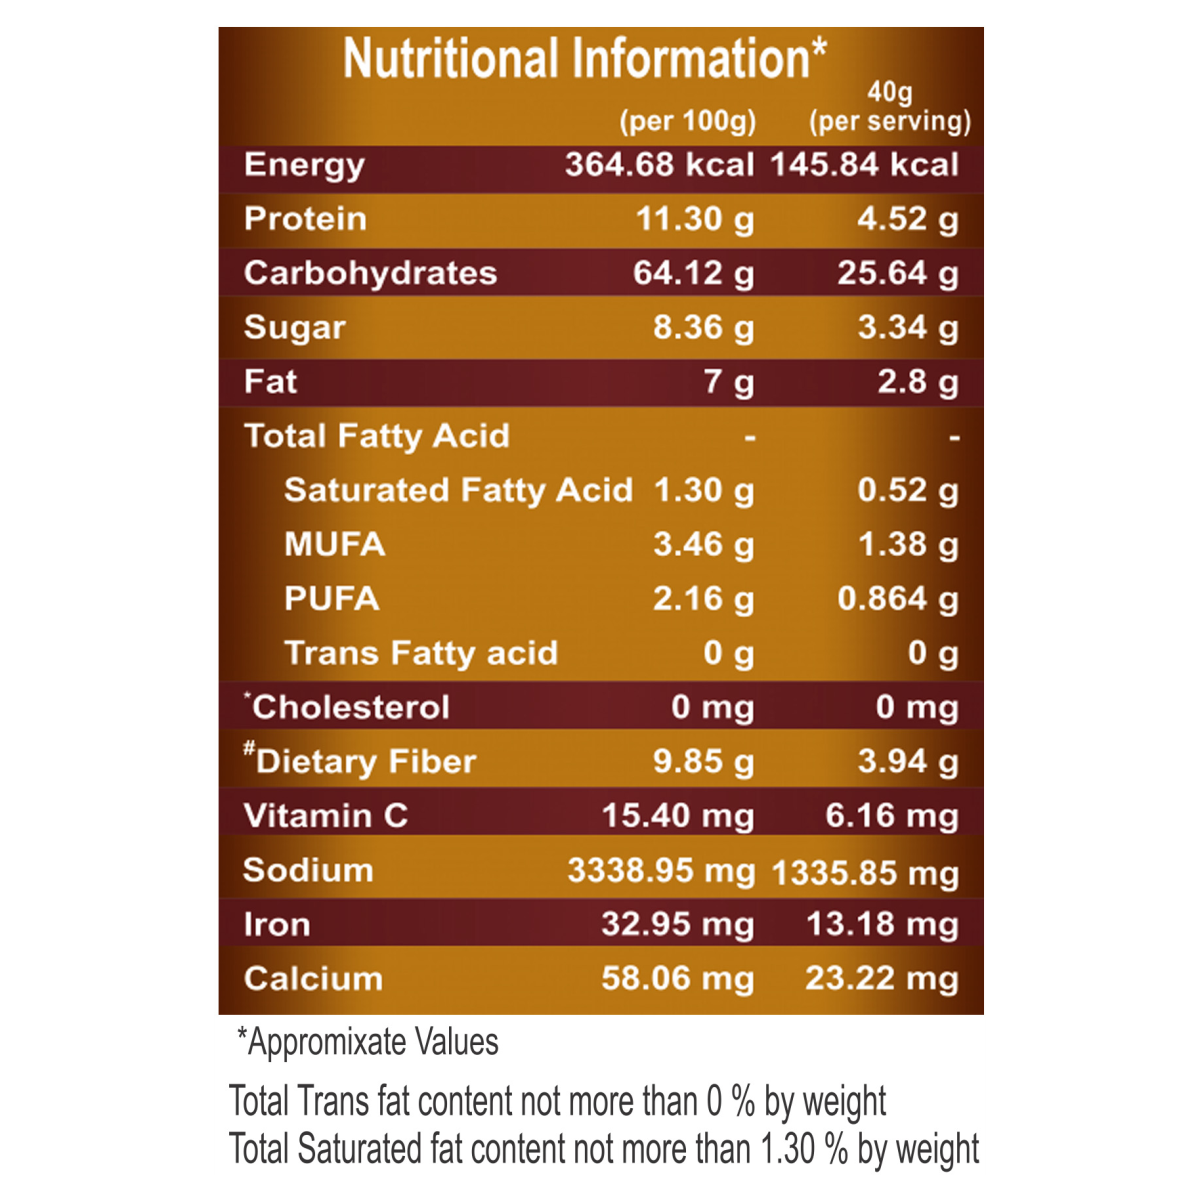 Nutritional Information*
40g
(per 100g) (per serving)
Energy 364.68 kcal 145.84 kcal
Protein 11.30 g 4.52 g
Carbohydrates 64.12 g 25.64 g
Sugar 8.36 g 3.34 g
Fat 7 g 2.8 g
Total Fatty Acid - -
Saturated Fatty Acid 1.30 g 0.52 g
MUFA 3.46 g 1.38 g
PUFA 2.16 g 0.864 g
Trans Fatty acid 0 g 0 g
*Cholesterol 0 mg 0 mg
#Dietary Fiber 9.85 g 3.94 g
Vitamin C 15.40 mg 6.16 mg
Sodium 3338.95 mg 1335.85 mg
Iron 32.95 mg 13.18 mg
Calcium 58.06 mg 23.22 mg
*Appromixate Values
Total Trans fat content not more than 0 % by weight
Total Saturated fat content not more than 1.30 % by weight